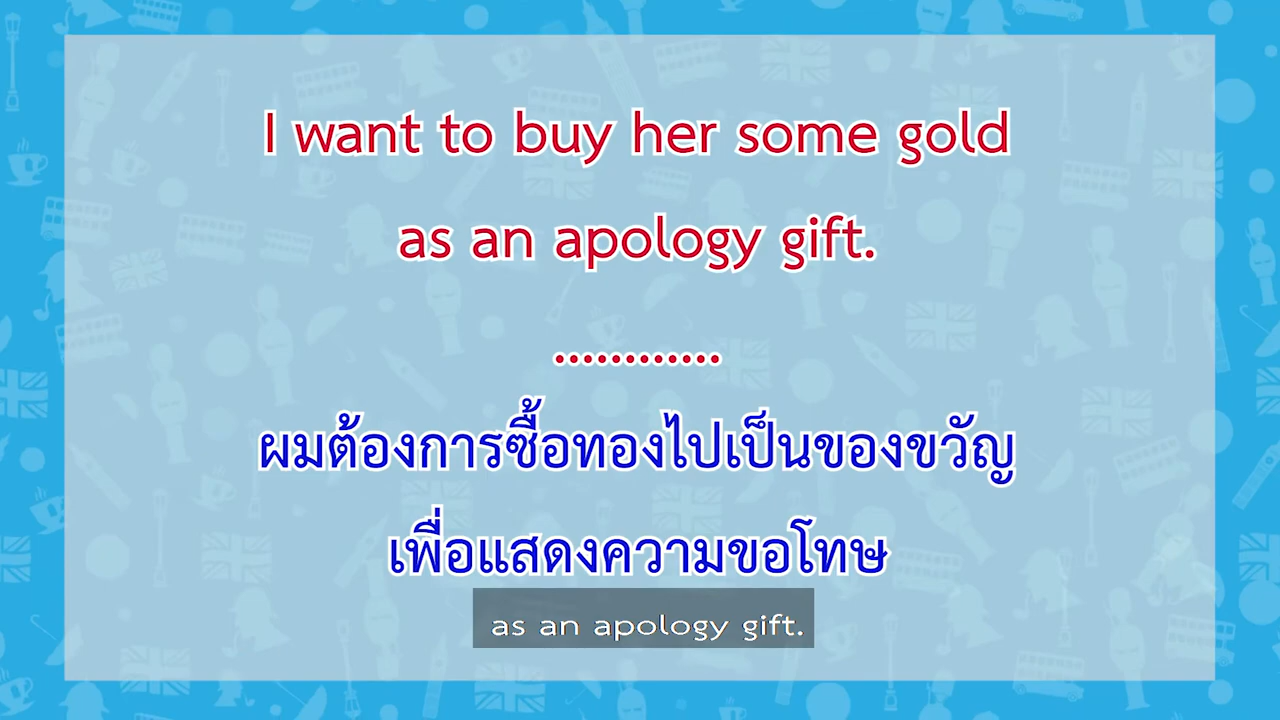 I want to buy her some gold
as an apology gift.
............
ผมต้องการซื้อทองไปเป็นของขวัญ
เพื่อแสดงความขอโทษ
as an apology gift.